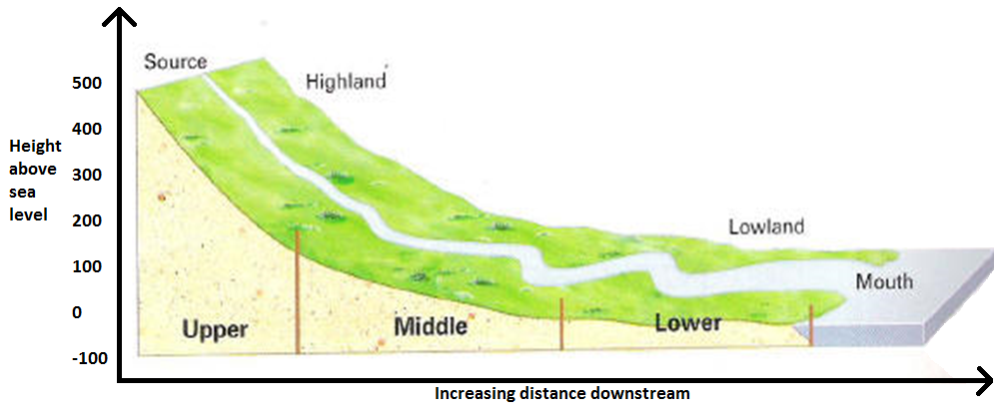 Source
Highland
500
400
Height
above
sea
level
300
200
100
0
-100
Lowland
Mouth
Upper
Middle
Lower
Increasing distance downstream